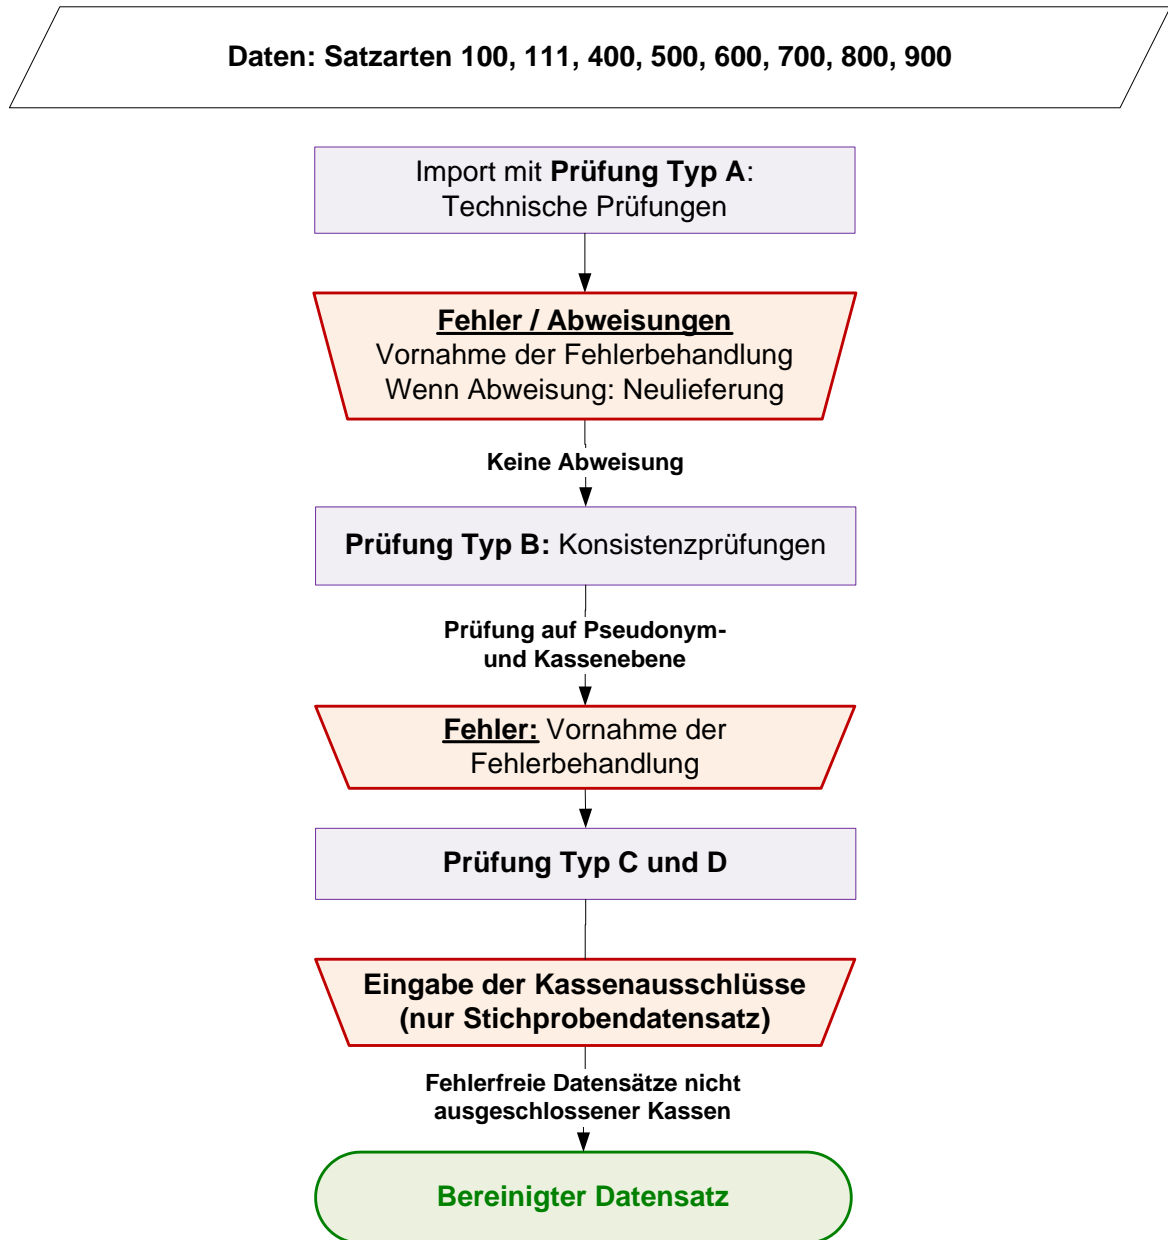 Daten: Satzarten 100, 111, 400, 500, 600, 700, 800, 900
Import mit Prüfung Typ A:
Technische Prüfungen
Fehler / Abweisungen
Vornahme der Fehlerbehandlung
Wenn Abweisung: Neulieferung
Keine Abweisung
Prüfung Typ B: Konsistenzprüfungen
Prüfung auf Pseudonym-
und Kassenebene
Fehler: Vornahme der
Fehlerbehandlung
Prüfung Typ C und D
Eingabe der Kassenausschlüsse
(nur Stichprobendatensatz)
Fehlerfreie Datensätze nicht
ausgeschlossener Kassen
Bereinigter Datensatz